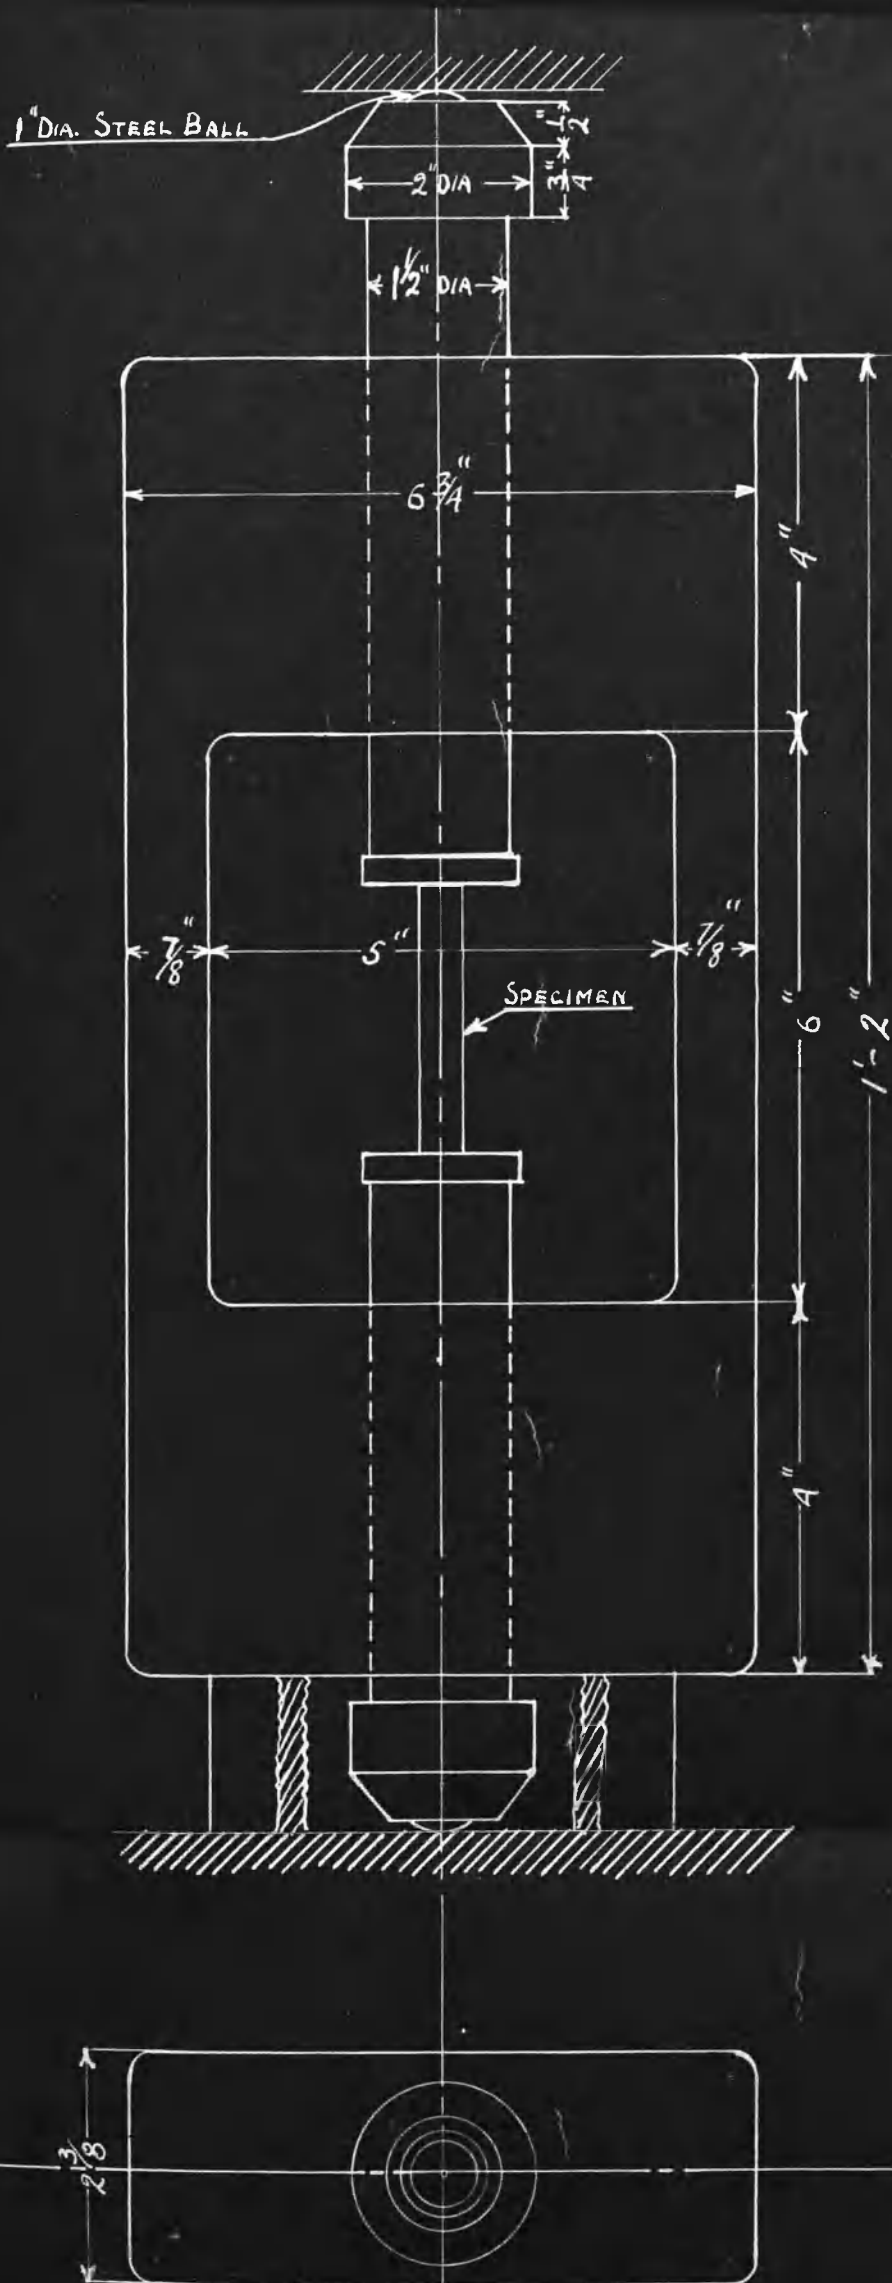 1" DIA. STEEL BALL
1/2"
2" DIA
3/4"
1 1/2" DIA
6 3/4"
4"
7/8"
5"
7/8"
SPECIMEN
6"
1'-2"
4"
2 3/8